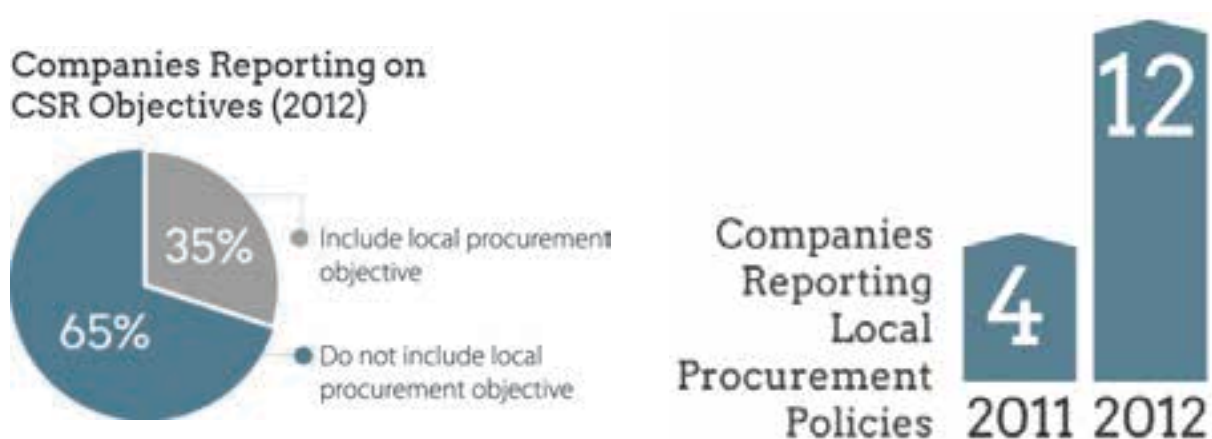 Companies Reporting on
CSR Objectives (2012)
35%
Include local procurement
objective
65%
Do not include local
procurement objective
12
4
Companies
Reporting
Local
Procurement
Policies
2011 2012